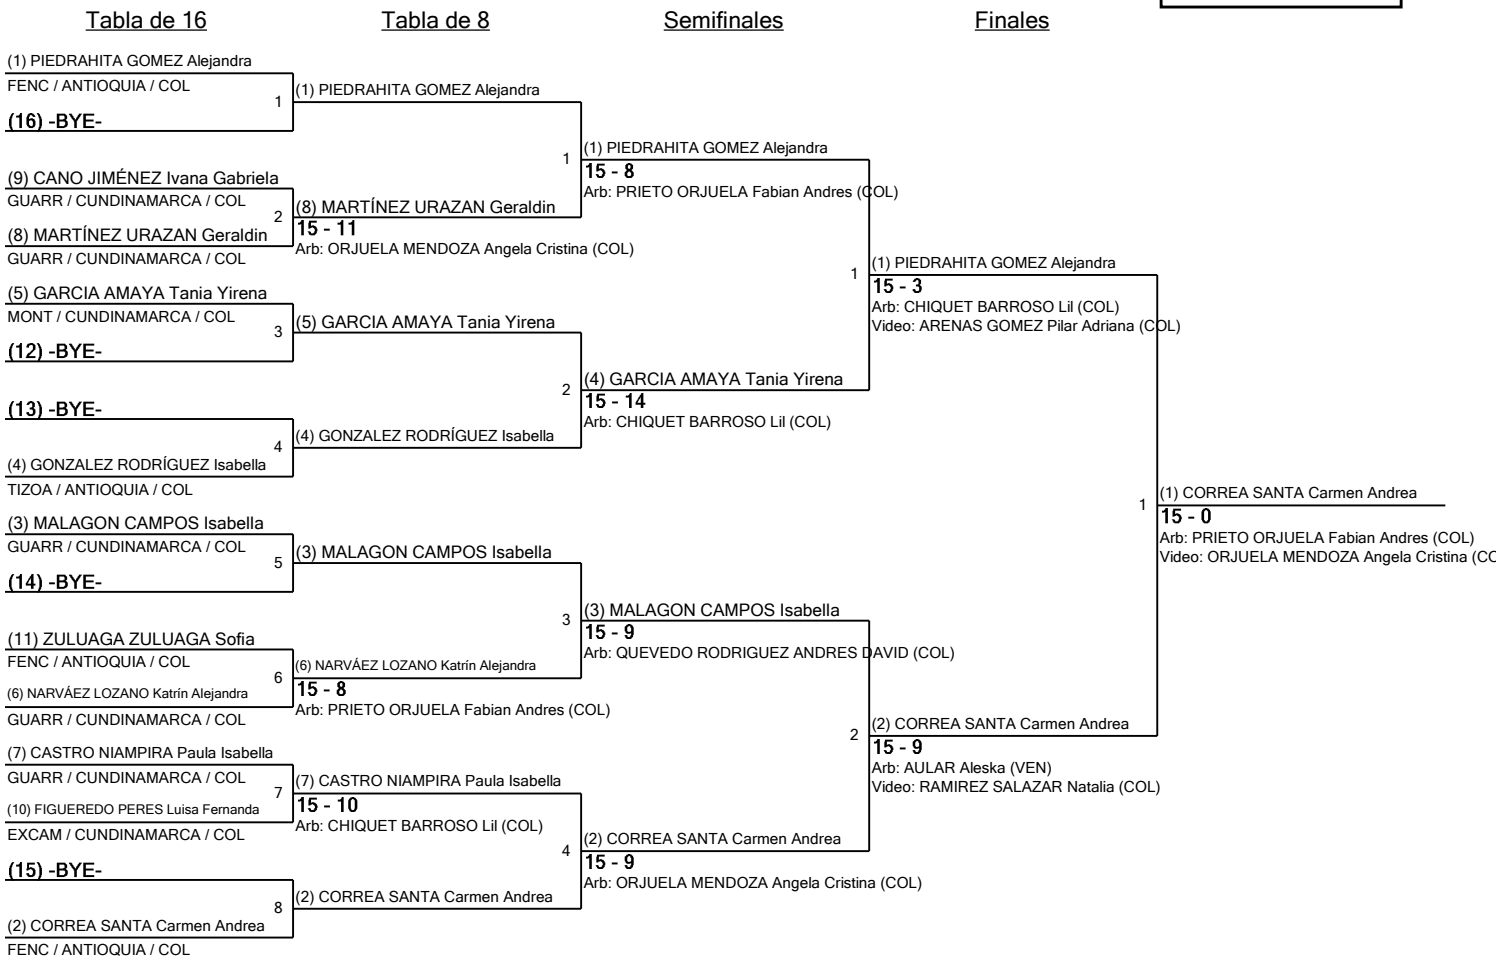 Tabla de 16
Tabla de 8
Semifinales
Finales
(1) PIEDRAHITA GOMEZ Alejandra
FENC / ANTIOQUIA / COL
1
(16) -BYE-
(9) CANO JIMÉNEZ Ivana Gabriela
GUARR / CUNDINAMARCA / COL
2
(8) MARTÍNEZ URAZAN Geraldin
GUARR / CUNDINAMARCA / COL
(5) GARCIA AMAYA Tania Yirena
MONT / CUNDINAMARCA / COL
3
(12) -BYE-
(13) -BYE-
4
(4) GONZALEZ RODRÍGUEZ Isabella
TIZOA / ANTIOQUIA / COL
(3) MALAGON CAMPOS Isabella
GUARR / CUNDINAMARCA / COL
5
(14) -BYE-
(11) ZULUAGA ZULUAGA Sofia
FENC / ANTIOQUIA / COL
6
(6) NARVÁEZ LOZANO Katrín Alejandra
GUARR / CUNDINAMARCA / COL
(7) CASTRO NIAMPIRA Paula Isabella
GUARR / CUNDINAMARCA / COL
7
(10) FIGUEREDO PERES Luisa Fernanda
EXCAM / CUNDINAMARCA / COL
(15) -BYE-
8
(2) CORREA SANTA Carmen Andrea
FENC / ANTIOQUIA / COL
(1) PIEDRAHITA GOMEZ Alejandra
1
(8) MARTÍNEZ URAZAN Geraldin
15 - 11
Arb: ORJUELA MENDOZA Angela Cristina (COL)
(5) GARCIA AMAYA Tania Yirena
2
(4) GONZALEZ RODRÍGUEZ Isabella
(3) MALAGON CAMPOS Isabella
3
(6) NARVÁEZ LOZANO Katrín Alejandra
15 - 8
Arb: PRIETO ORJUELA Fabian Andres (COL)
(7) CASTRO NIAMPIRA Paula Isabella
15 - 10
Arb: CHIQUET BARROSO Lil (COL)
4
(2) CORREA SANTA Carmen Andrea
(1) PIEDRAHITA GOMEZ Alejandra
15 - 8
Arb: PRIETO ORJUELA Fabian Andres (COL)
1
(4) GARCIA AMAYA Tania Yirena
15 - 14
Arb: CHIQUET BARROSO Lil (COL)
(3) MALAGON CAMPOS Isabella
15 - 9
Arb: QUEVEDO RODRIGUEZ ANDRES DAVID (COL)
2
(2) CORREA SANTA Carmen Andrea
15 - 9
Arb: ORJUELA MENDOZA Angela Cristina (COL)
(1) PIEDRAHITA GOMEZ Alejandra
15 - 3
Arb: CHIQUET BARROSO Lil (COL)
Video: ARENAS GOMEZ Pilar Adriana (COL)
1
(2) CORREA SANTA Carmen Andrea
15 - 9
Arb: AULAR Aleska (VEN)
Video: RAMIREZ SALAZAR Natalia (COL)
(1) CORREA SANTA Carmen Andrea
15 - 0
Arb: PRIETO ORJUELA Fabian Andres (COL)
Video: ORJUELA MENDOZA Angela Cristina (CO